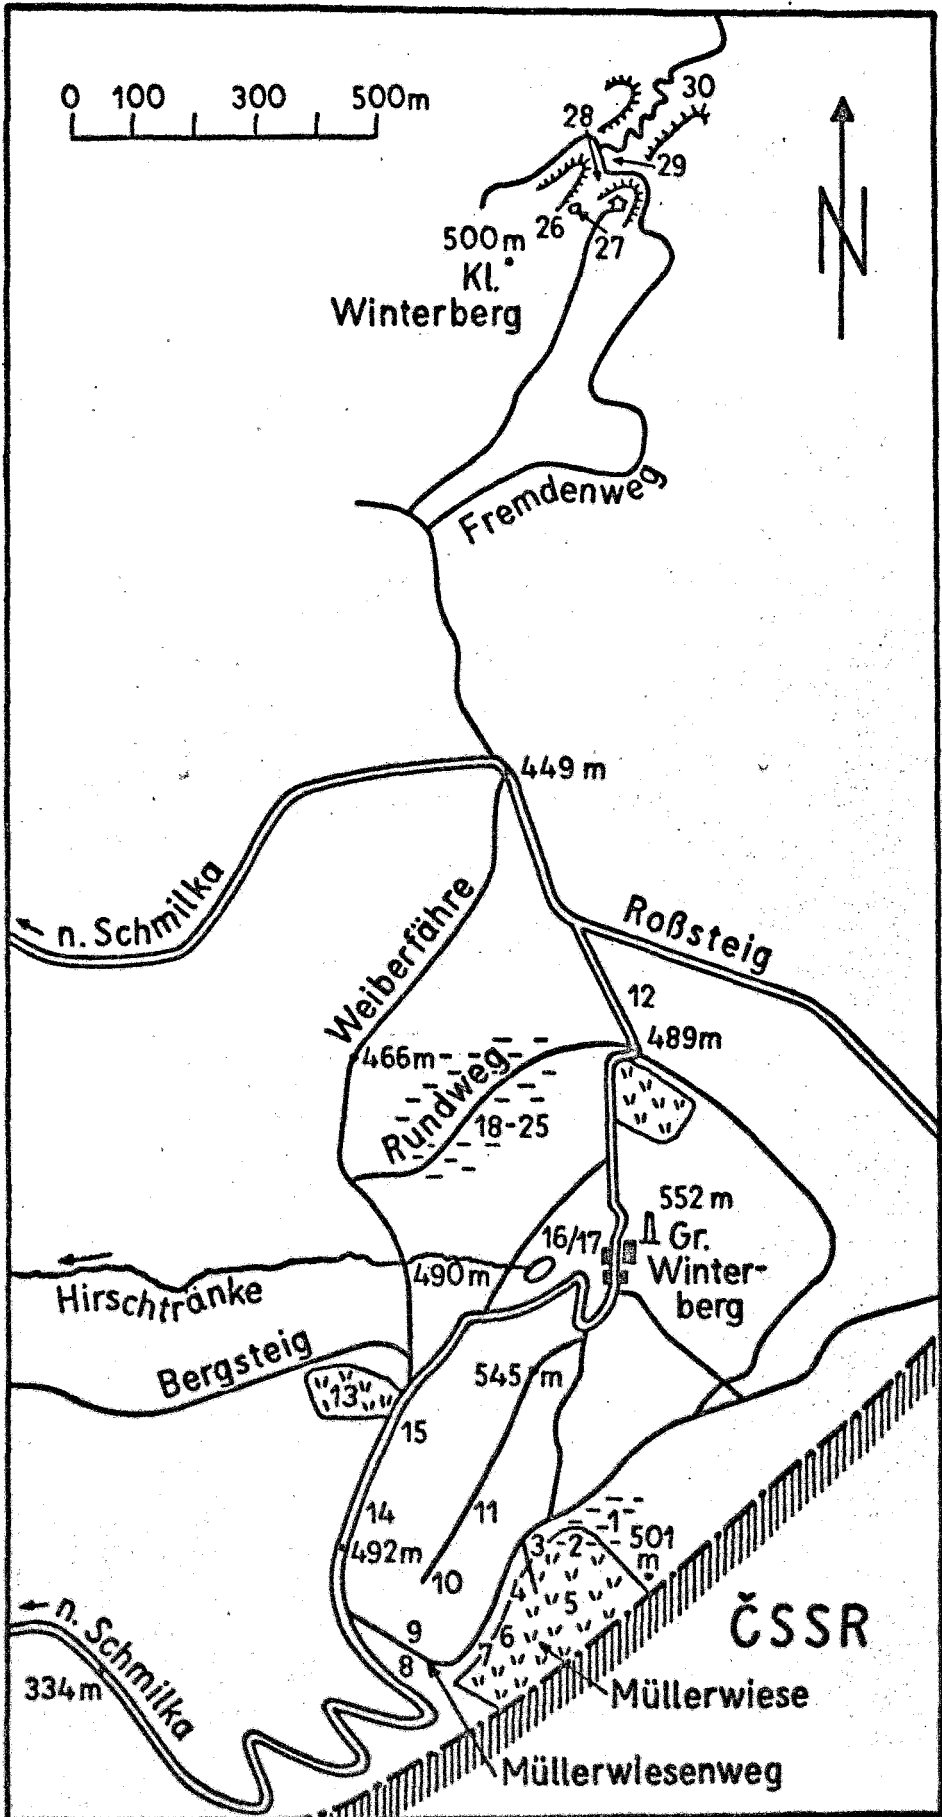 0 100 300 500m
30
28
29
26
27
N
500m
Kl.
Winterberg
Fremdenweg
449 m
n. Schmilka
Weiberfähre
Roßsteig
12
489m
466m
Rundweg
18-25
552 m
Gr.
Winter-
berg
16/17
490m
Hirschtränke
Bergsteig
545 m
13
15
14
492m
11
10
1
501
m
3
2
4
5
9
6
8
7
n. Schmilka
334m
ČSSR
Müllerwiese
Müllerwiesenweg